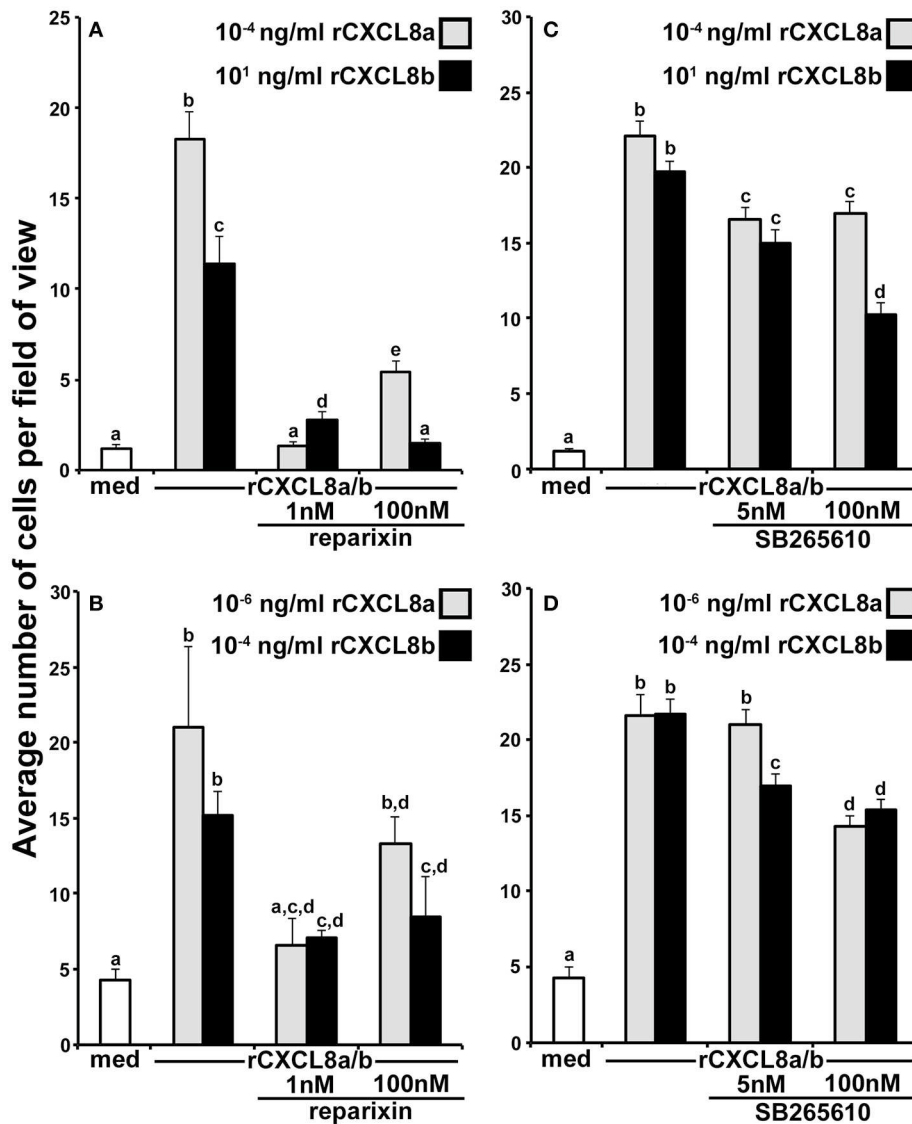 Average number of cells per field of view
A
10⁻⁴ ng/ml rCXCL8a
10¹ ng/ml rCXCL8b
25
20
15
10
5
0
a
b
c
a
d
e
a
med
rCXCL8a/b
1nM
100nM
reparixin
C
10⁻⁴ ng/ml rCXCL8a
10¹ ng/ml rCXCL8b
30
25
20
15
10
5
0
a
b
b
c
c
c
d
med
rCXCL8a/b
5nM
100nM
SB265610
B
10⁻⁶ ng/ml rCXCL8a
10⁻⁴ ng/ml rCXCL8b
30
25
20
15
10
5
0
a
b
b
a,c,d
c,d
b,d
c,d
med
rCXCL8a/b
1nM
100nM
reparixin
D
10⁻⁶ ng/ml rCXCL8a
10⁻⁴ ng/ml rCXCL8b
30
25
20
15
10
5
0
a
b
b
b
c
d
d
med
rCXCL8a/b
5nM
100nM
SB265610